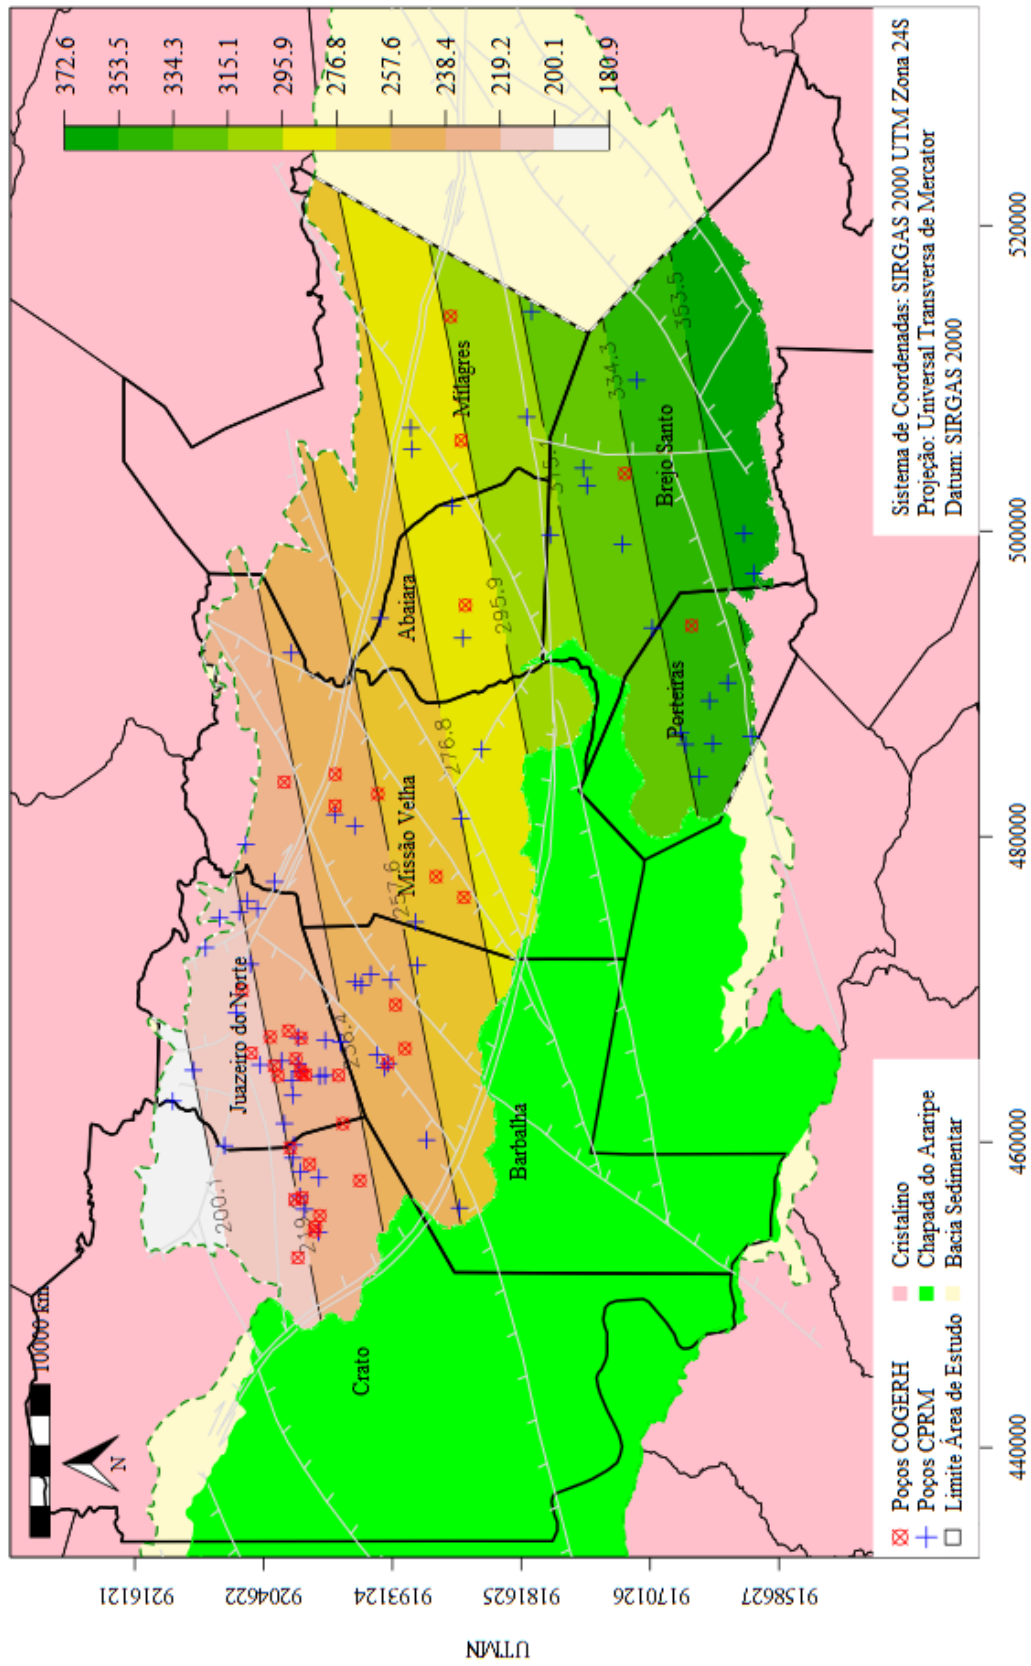 372.6
353.5
334.3
315.1
295.9
276.8
257.6
238.4
219.2
200.1
180.9
10000 km
N
Crato
Barbalha
Juazeiro do Norte
Missão Velha
Abaiara
Milagres
Brejo Santo
Porteiras
200.1
238.4
257.6
276.8
295.9
334.3
353.5
Poços COGERH
Poços CPRM
Limite Área de Estudo
Cristalino
Chapada do Araripe
Bacia Sedimentar
Sistema de Coordenadas: SIRGAS 2000 UTM Zona 24S
Projeção: Universal Transversa de Mercator
Datum: SIRGAS 2000
440000
460000
480000
500000
520000
9216121
9204622
9193124
9181625
9170126
9158627
UTMN